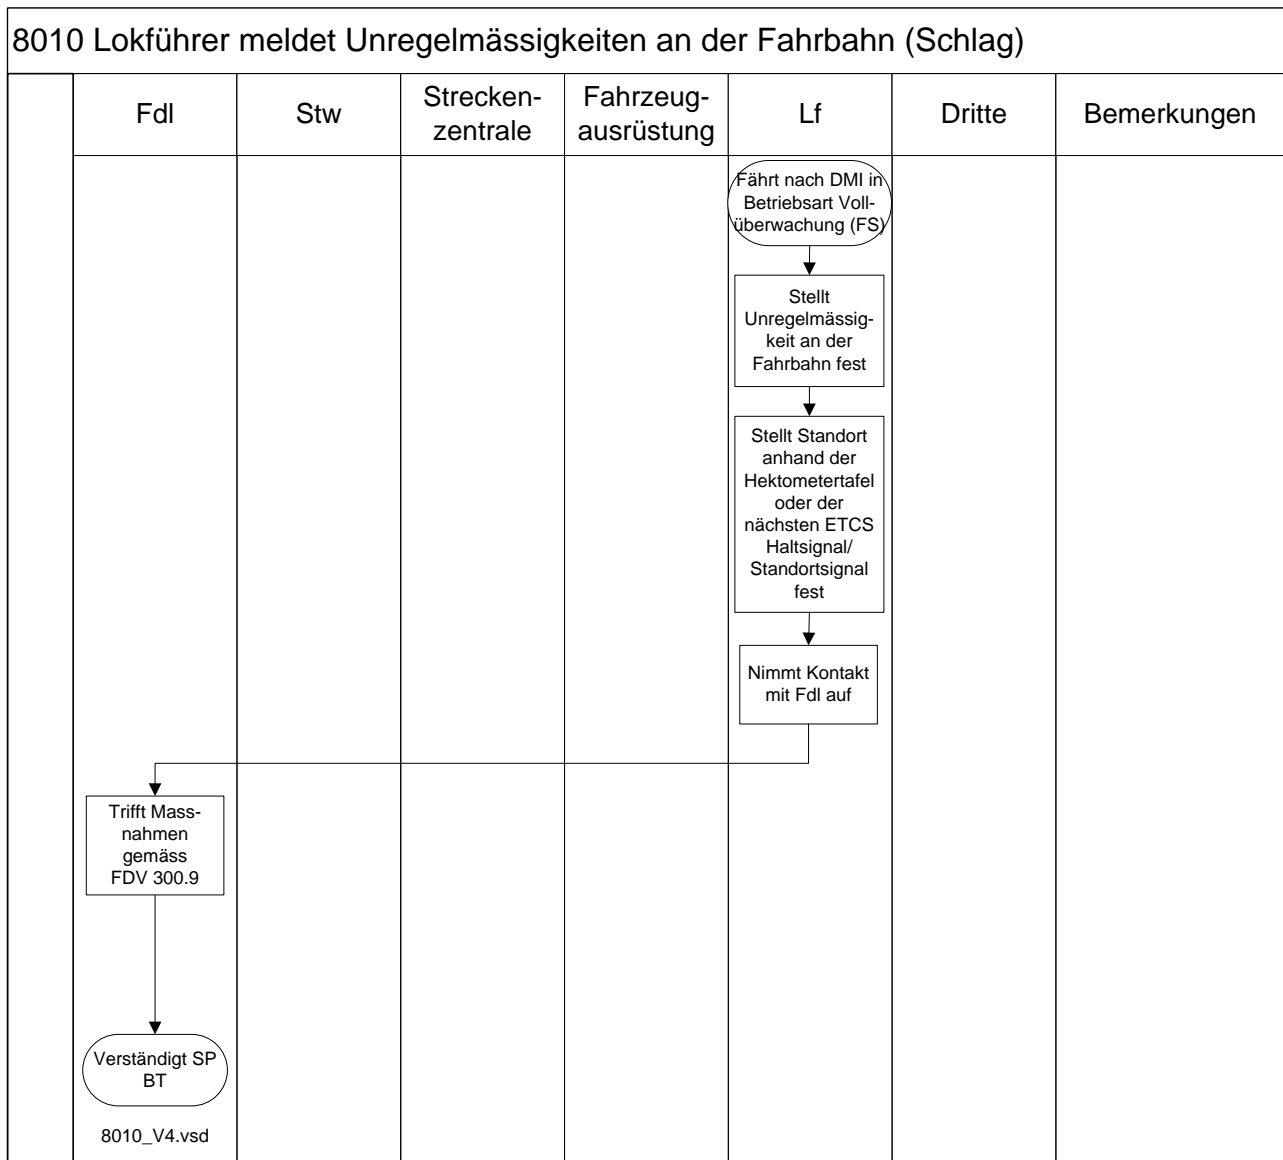 8010 Lokführer meldet Unregelmässigkeiten an der Fahrbahn (Schlag)
Fdl
Stw
Strecken-
zentrale
Fahrzeug-
ausrüstung
Lf
Dritte
Bemerkungen
Fährt nach DMI in
Betriebsart Voll-
überwachung (FS)
Stellt
Unregelmässig-
keit an der
Fahrbahn fest
Stellt Standort
anhand der
Hektometertafel
oder der
nächsten ETCS
Haltsignal/
Standortsignal
fest
Nimmt Kontakt
mit Fdl auf
Trifft Mass-
nahmen
gemäss
FDV 300.9
Verständigt SP
BT
8010_V4.vsd